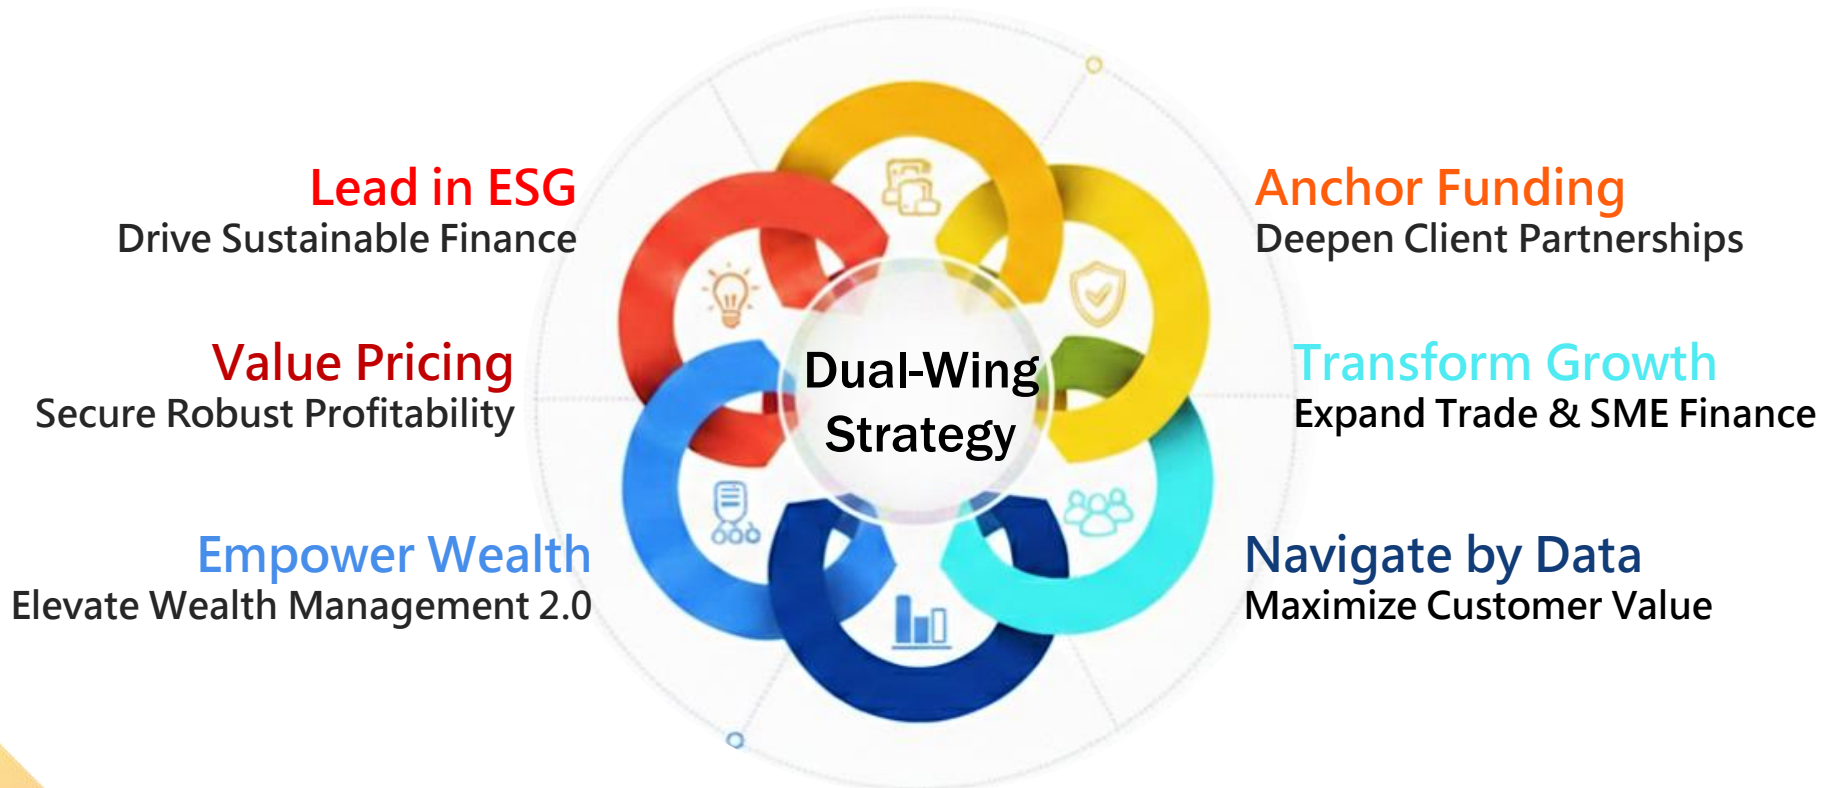 Lead in ESG
Drive Sustainable Finance
Value Pricing
Secure Robust Profitability
Empower Wealth
Elevate Wealth Management 2.0
Dual-Wing
Strategy
Anchor Funding
Deepen Client Partnerships
Transform Growth
Expand Trade & SME Finance
Navigate by Data
Maximize Customer Value